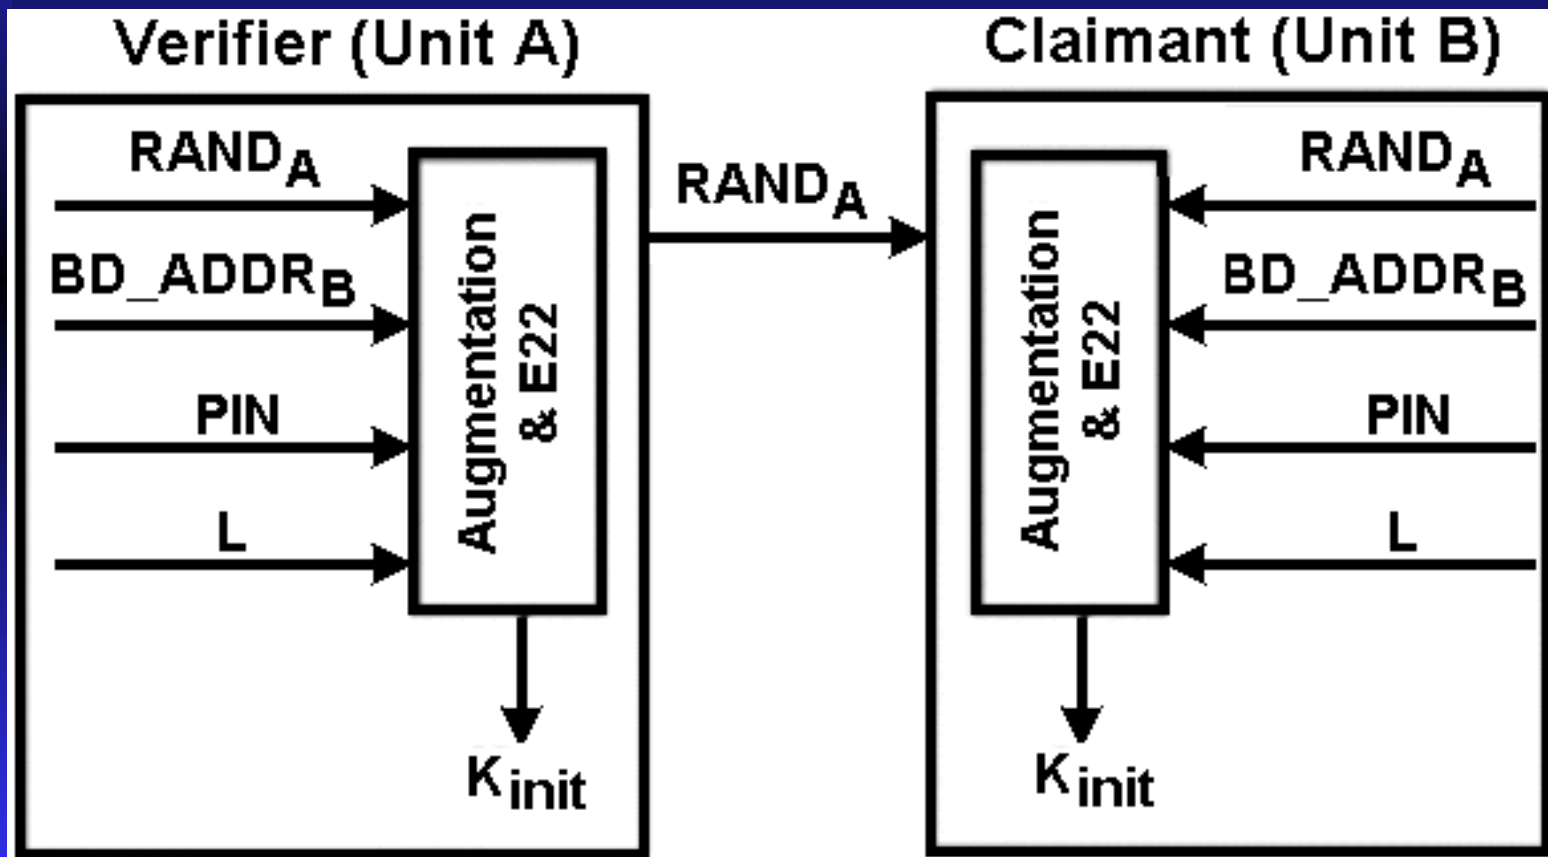 Verifier (Unit A)
Claimant (Unit B)
RANDA
BD_ADDRB
PIN
L
Augmentation
& E22
Kinit
RANDA
Augmentation
& E22
RANDA
BD_ADDRB
PIN
L
Kinit